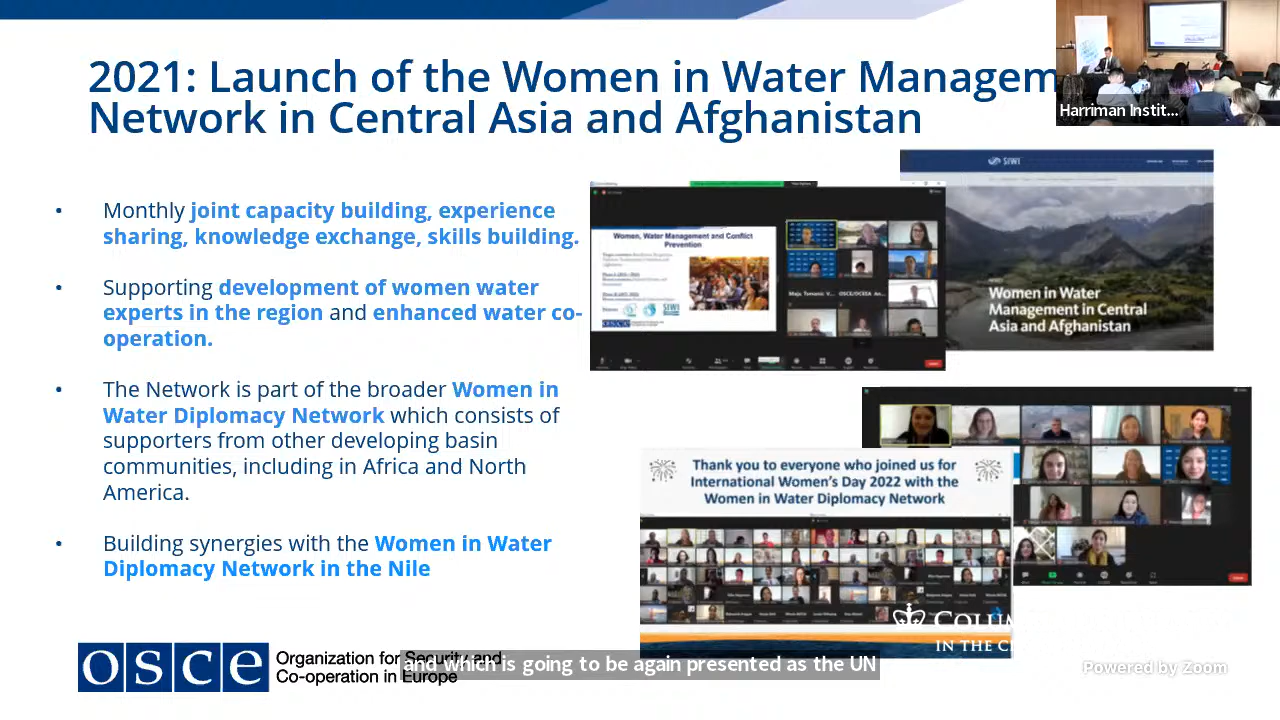 2021: Launch of the Women in Water Managem
Network in Central Asia and Afghanistan
Harriman Instit...
• Monthly joint capacity building, experience
sharing, knowledge exchange, skills building.
• Supporting development of women water
experts in the region and enhanced water co-
operation.
• The Network is part of the broader Women in
Water Diplomacy Network which consists of
supporters from other developing basin
communities, including in Africa and North
America.
• Building synergies with the Women in Water
Diplomacy Network in the Nile
SIWI
Women, Water Management and Conflict
Prevention
SIWI
OSCE
Women in Water
Management in Central
Asia and Afghanistan
Thank you to everyone who joined us for
International Women's Day 2022 with the
Women in Water Diplomacy Network
COLUM
IN THE C
OSCE
Organization for Security and
Co-operation in Europe
and which is going to be again presented as the UN
Powered by Zoom